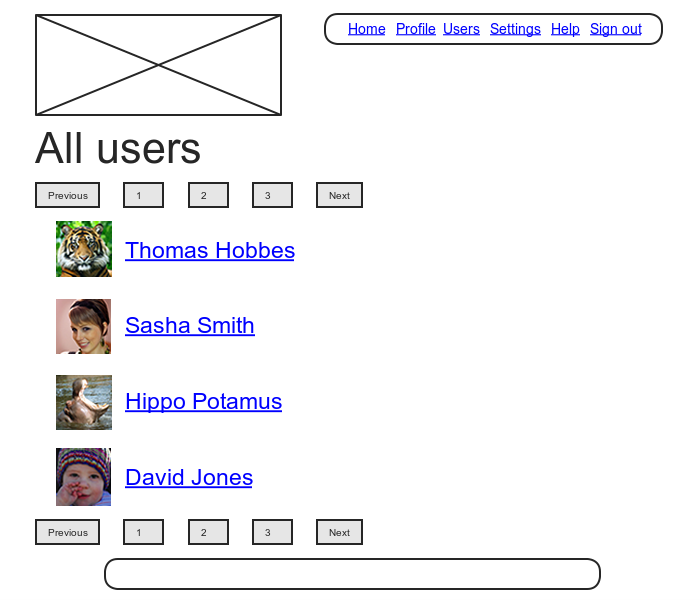 Home Profile Users Settings Help Sign out
All users
Previous 1 2 3 Next
Thomas Hobbes
Sasha Smith
Hippo Potamus
David Jones
Previous 1 2 3 Next